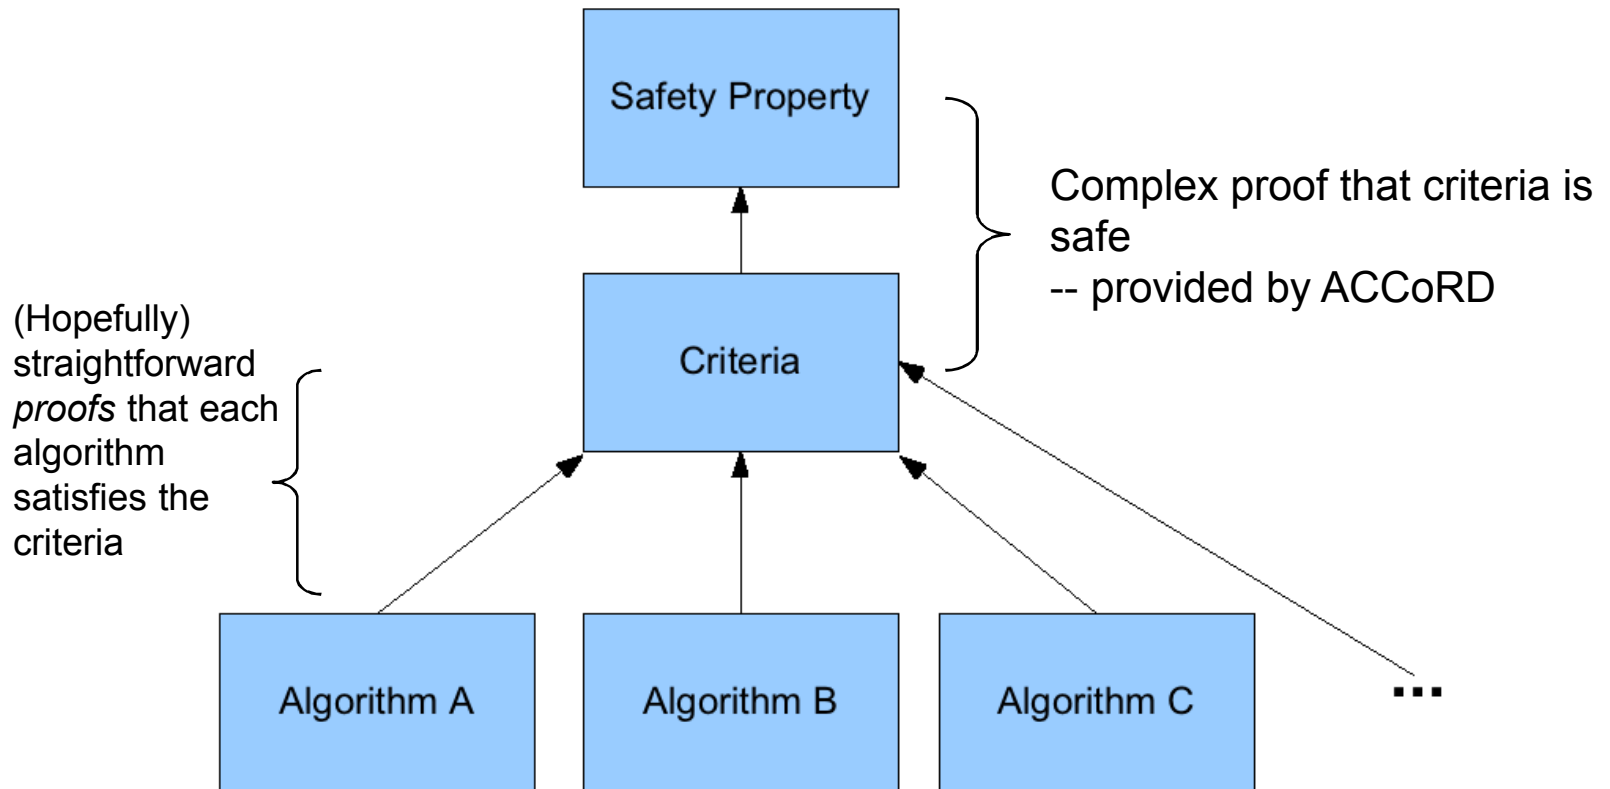 Safety Property
Complex proof that criteria is
safe
-- provided by ACCoRD
(Hopefully)
straightforward
proofs that each
algorithm
satisfies the
criteria
Criteria
Algorithm A
Algorithm B
Algorithm C
...